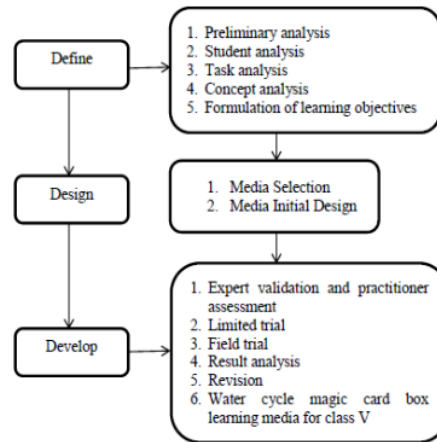 Define
1. Preliminary analysis
2. Student analysis
3. Task analysis
4. Concept analysis
5. Formulation of learning objectives
Design
1. Media Selection
2. Media Initial Design
Develop
1. Expert validation and practitioner
assessment
2. Limited trial
3. Field trial
4. Result analysis
5. Revision
6. Water cycle magic card box
learning media for class V